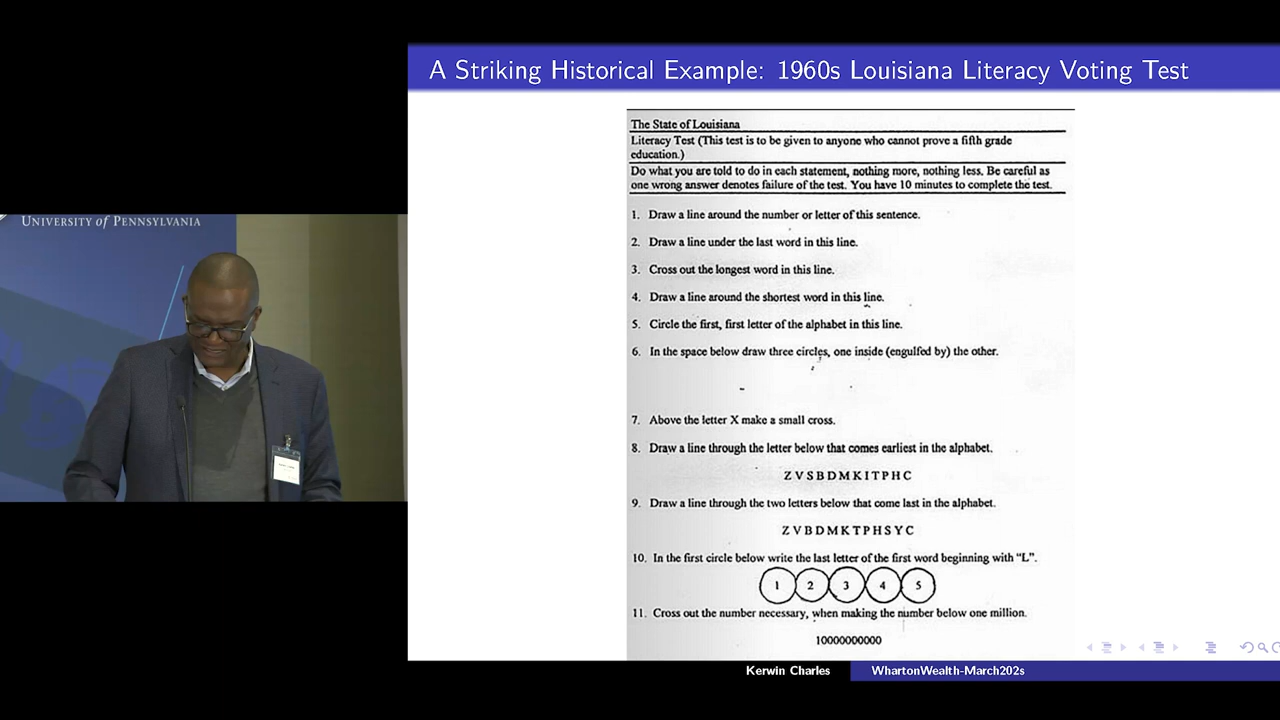 UNIVERSITY of PENNSYLVANIA
A Striking Historical Example: 1960s Louisiana Literacy Voting Test
The State of Louisiana
Literacy Test (This test is to be given to anyone who cannot prove a fifth grade
education.)
Do what you are told to do in each statement, nothing more, nothing less. Be careful as
one wrong answer denotes failure of the test. You have 10 minutes to complete the test.
1. Draw a line around the number or letter of this sentence.
2. Draw a line under the last word in this line.
3. Cross out the longest word in this line.
4. Draw a line around the shortest word in this line.
5. Circle the first, first letter of the alphabet in this line.
6. In the space below draw three circles, one inside (engulfed by) the other.
7. Above the letter X make a small cross.
8. Draw a line through the letter below that comes earliest in the alphabet.
Z V S B D M K I T P H C
9. Draw a line through the two letters below that come last in the alphabet.
Z V B D M K T P H S Y C
10. In the first circle below write the last letter of the first word beginning with “L”.
1 2 3 4 5
11. Cross out the number necessary, when making the number below one million.
10000000000
Kerwin Charles WhartonWealth-March202s